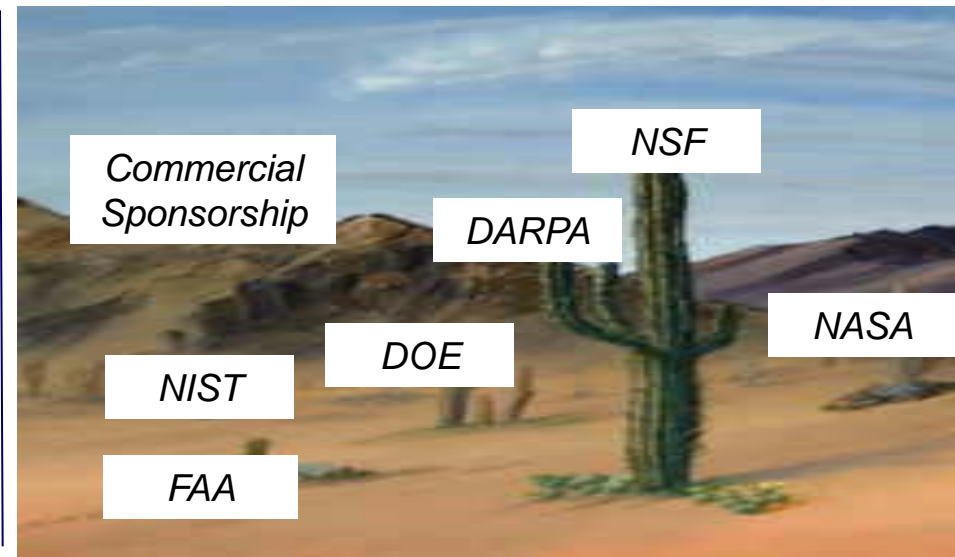 NSF
Commercial
Sponsorship
DARPA
NASA
DOE
NIST
FAA